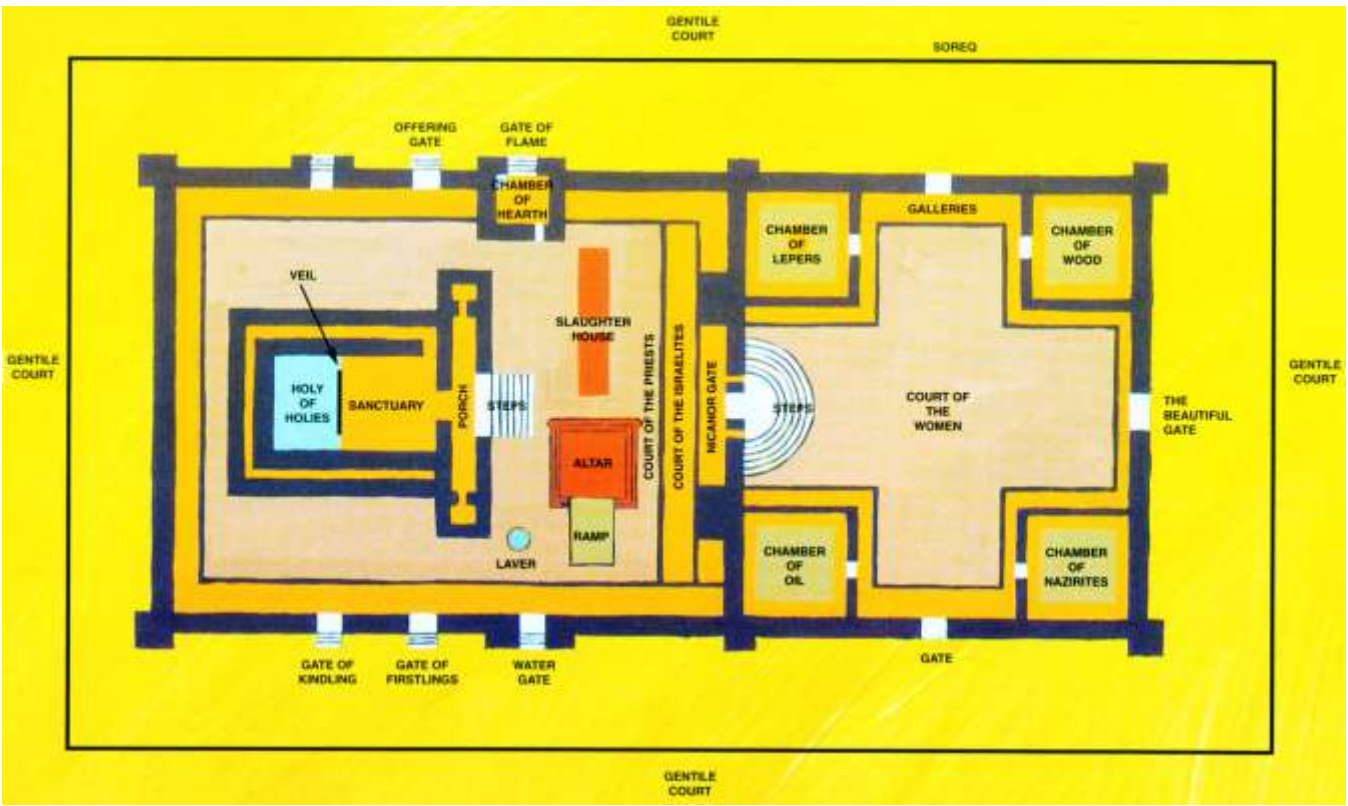 GENTILE
COURT
SOREQ
OFFERING
GATE
GATE OF
FLAME
CHAMBER
OF
HEARTH
GALLERIES
CHAMBER
OF
LEPERS
CHAMBER
OF
WOOD
VEIL
SLAUGHTER
HOUSE
GENTILE
COURT
HOLY
OF
HOLIES
SANCTUARY
PORCH
STEPS
COURT OF THE PRIESTS
COURT OF THE ISRAELITES
NICANOR GATE
STEPS
COURT OF
THE
WOMEN
THE
BEAUTIFUL
GATE
GENTILE
COURT
ALTAR
RAMP
LAVER
CHAMBER
OF
OIL
CHAMBER
OF
NAZIRITES
GATE OF
KINDLING
GATE OF
FIRSTLINGS
WATER
GATE
GATE
GENTILE
COURT